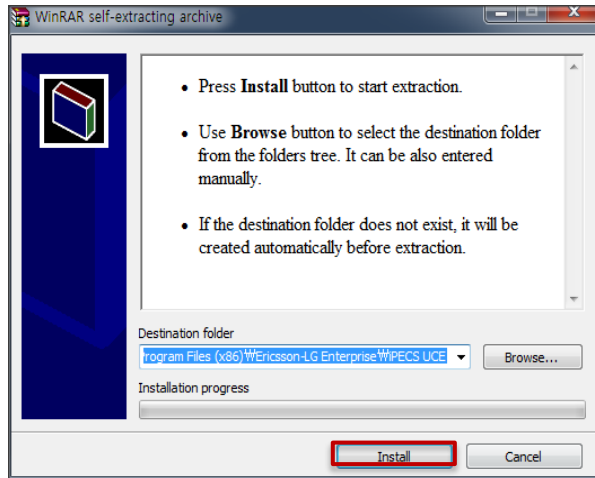 WinRAR self-extracting archive
• Press Install button to start extraction.
• Use Browse button to select the destination folder
from the folders tree. It can be also entered
manually.
• If the destination folder does not exist, it will be
created automatically before extraction.
Destination folder
rogram Files (x86)₩Ericsson-LG Enterprise₩iPECS UCE
Browse...
Installation progress
Install
Cancel